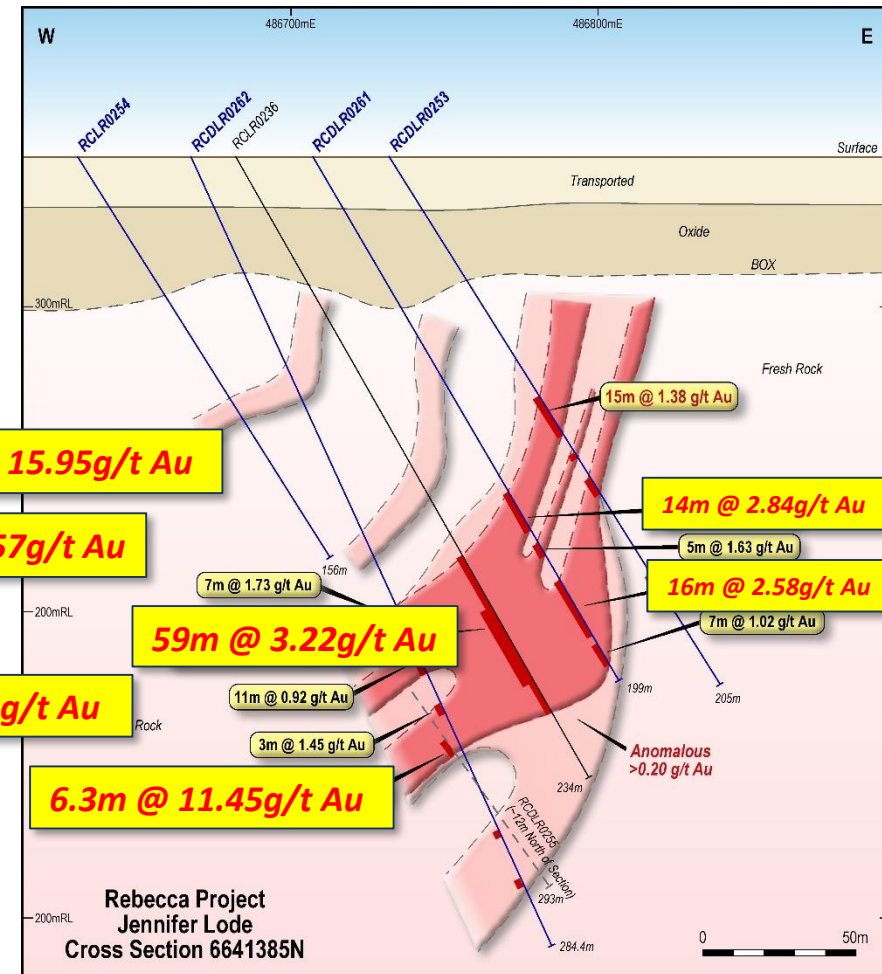 486700mE
486800mE
W
E
RCLR0254
RCDLR0262
RCLR0236
RCDLR0261
RCDLR0253
Surface
Transported
Oxide
BOX
300mRL
Fresh Rock
15m @ 1.38 g/t Au
15.95g/t Au
14m @ 2.84g/t Au
57g/t Au
5m @ 1.63 g/t Au
156m
7m @ 1.73 g/t Au
16m @ 2.58g/t Au
200mRL
59m @ 3.22g/t Au
7m @ 1.02 g/t Au
199m
205m
11m @ 0.92 g/t Au
g/t Au
Rock
3m @ 1.45 g/t Au
Anomalous
>0.20 g/t Au
6.3m @ 11.45g/t Au
234m
RCDLR0255
(~12m North of Section)
293m
200mRL
284.4m
Rebecca Project
Jennifer Lode
Cross Section 6641385N
0
50m